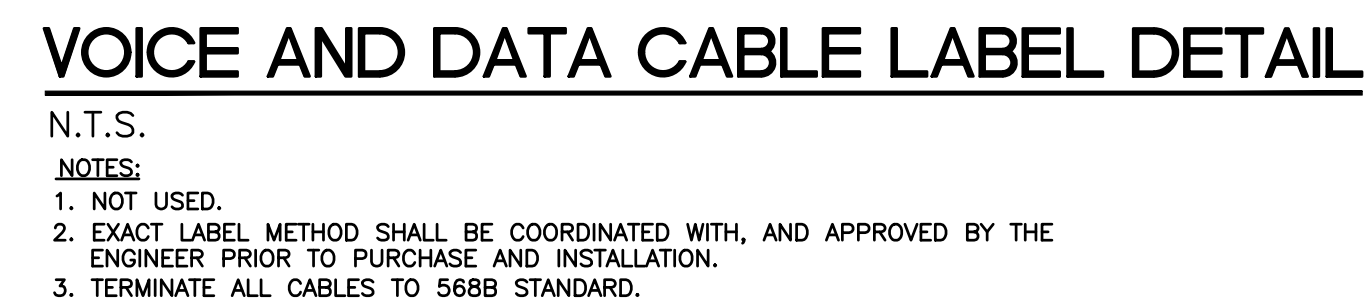 VOICE AND DATA CABLE LABEL DETAIL
N.T.S.
NOTES:
1. NOT USED.
2. EXACT LABEL METHOD SHALL BE COORDINATED WITH, AND APPROVED BY THE
ENGINEER PRIOR TO PURCHASE AND INSTALLATION.
3. TERMINATE ALL CABLES TO 568B STANDARD.